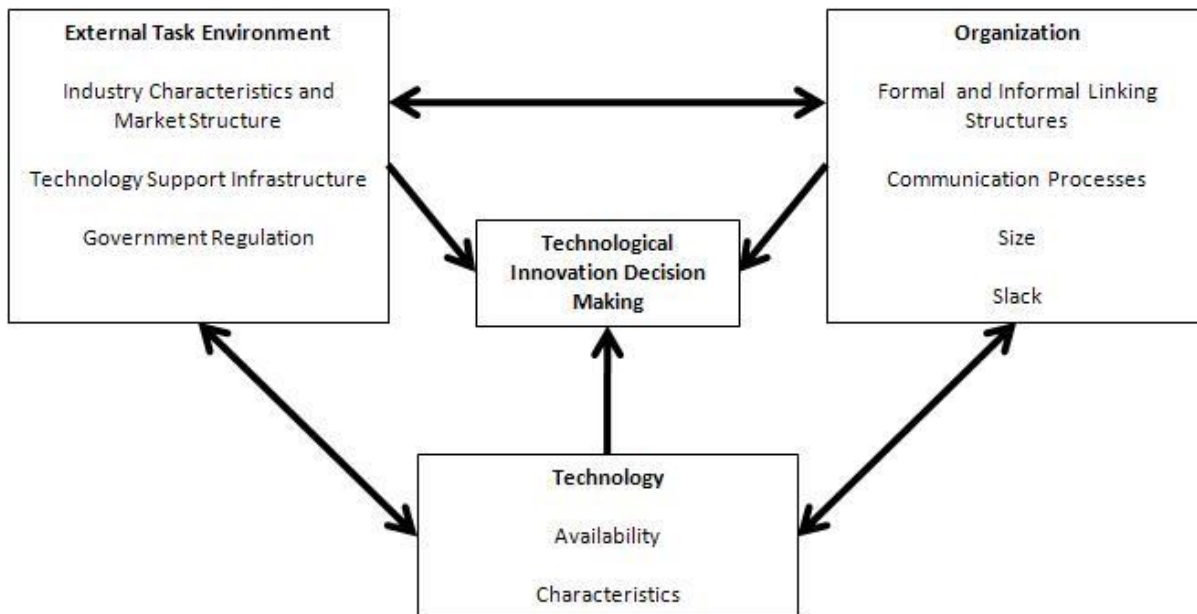 External Task Environment
Industry Characteristics and
Market Structure
Technology Support Infrastructure
Government Regulation
Organization
Formal and Informal Linking
Structures
Communication Processes
Size
Slack
Technological
Innovation Decision
Making
Technology
Availability
Characteristics